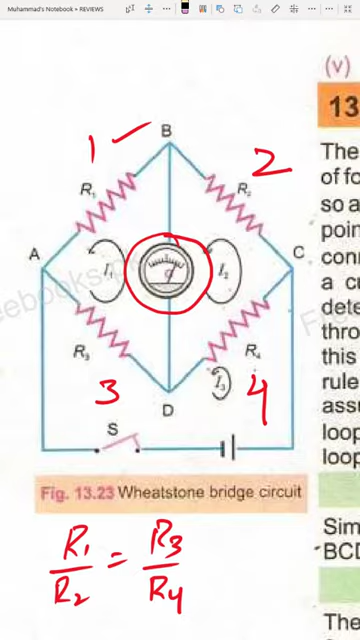 Muhammad's Notebook • REVIEWS
(v)
13
1
B
2
R₁
R₂
The
of fo
so a
poin
conn
a cu
dete
thro
this
rule
assu
loop
loop
A
C
I₁
G
I₂
R₃
R₄
3
D
I₃
4
S
Fig. 13.23 Wheatstone bridge circuit
Sim
BCD
The
R₁/R₂ = R₃/R₄